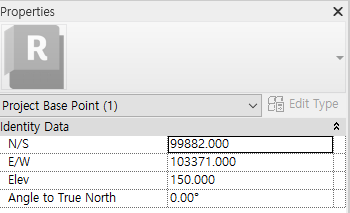 Properties
R
Project Base Point (1)
Edit Type
Identity Data
N/S 99882.000
E/W 103371.000
Elev 150.000
Angle to True North 0.00°